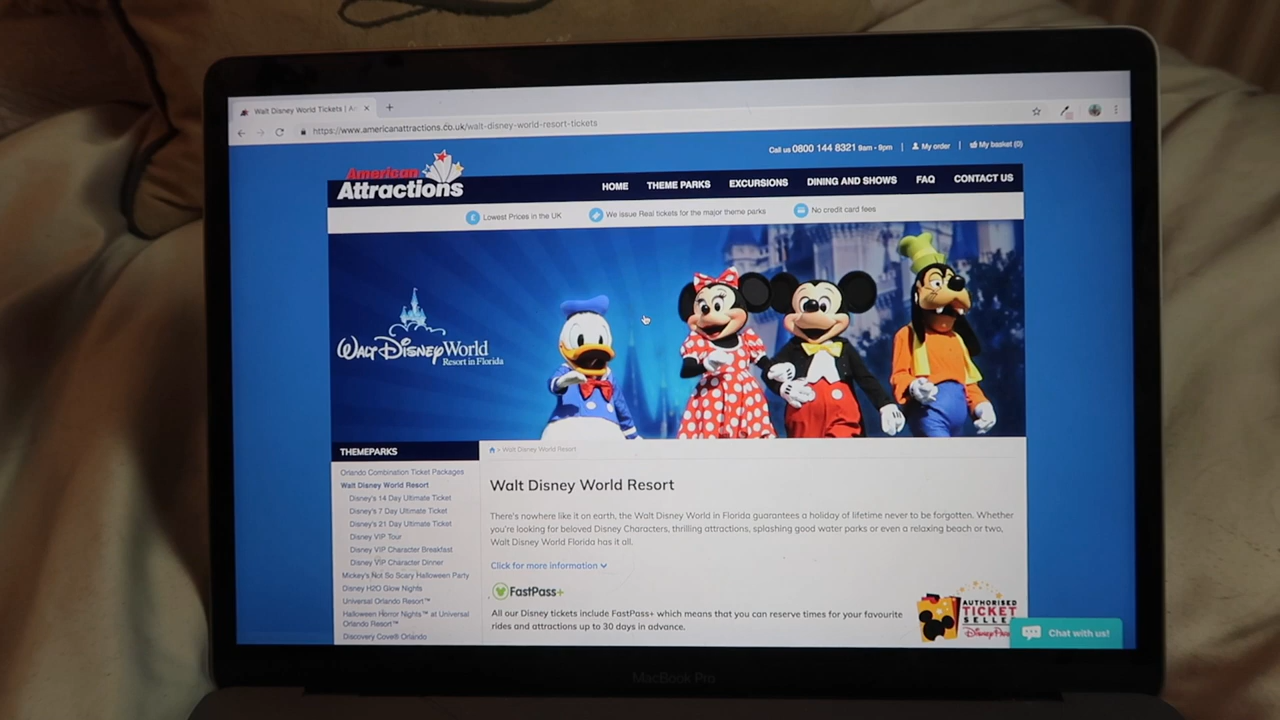 Walt Disney World Tickets | A
https://www.americanattractions.co.uk/walt-disney-world-resort-tickets
Call us 0800 144 8321 9am - 9pm | My order | My basket (0)
American
Attractions
HOME THEME PARKS EXCURSIONS DINING AND SHOWS FAQ CONTACT US
£ Lowest Prices in the UK We issue Real tickets for the major theme parks No credit card fees
Walt Disney World
Resort in Florida
THEMEPARKS
Orlando Combination Ticket Packages
Walt Disney World Resort
Disney's 14 Day Ultimate Ticket
Disney's 7 Day Ultimate Ticket
Disney's 21 Day Ultimate Ticket
Disney VIP Tour
Disney VIP Character Breakfast
Disney VIP Character Dinner
Mickey's Not So Scary Halloween Party
Disney H2O Glow Nights
Universal Orlando Resort™
Halloween Horror Nights™ at Universal
Orlando Resort™
Discovery Cove® Orlando
» Walt Disney World Resort
Walt Disney World Resort
There's nowhere like it on earth, the Walt Disney World in Florida guarantees a holiday of lifetime never to be forgotten. Whether
you're looking for beloved Disney Characters, thrilling attractions, splashing good water parks or even a relaxing beach or two,
Walt Disney World Florida has it all.
Click for more information
FastPass+
All our Disney tickets include FastPass+ which means that you can reserve times for your favourite
rides and attractions up to 30 days in advance.
AUTHORISED
TICKET
SELLE
Disney Par
Chat with us!
MacBook Pro